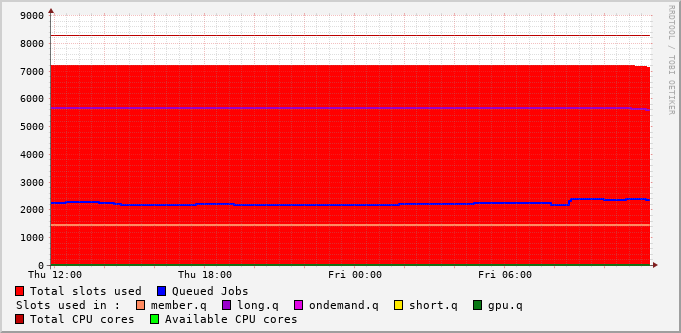 9000
8000
7000
6000
5000
4000
3000
2000
1000
0
Thu 12:00 Thu 18:00 Fri 00:00 Fri 06:00
RRDTOOL / TOBI OETIKER
Total slots used Queued Jobs
Slots used in : member.q long.q ondemand.q short.q gpu.q
Total CPU cores Available CPU cores